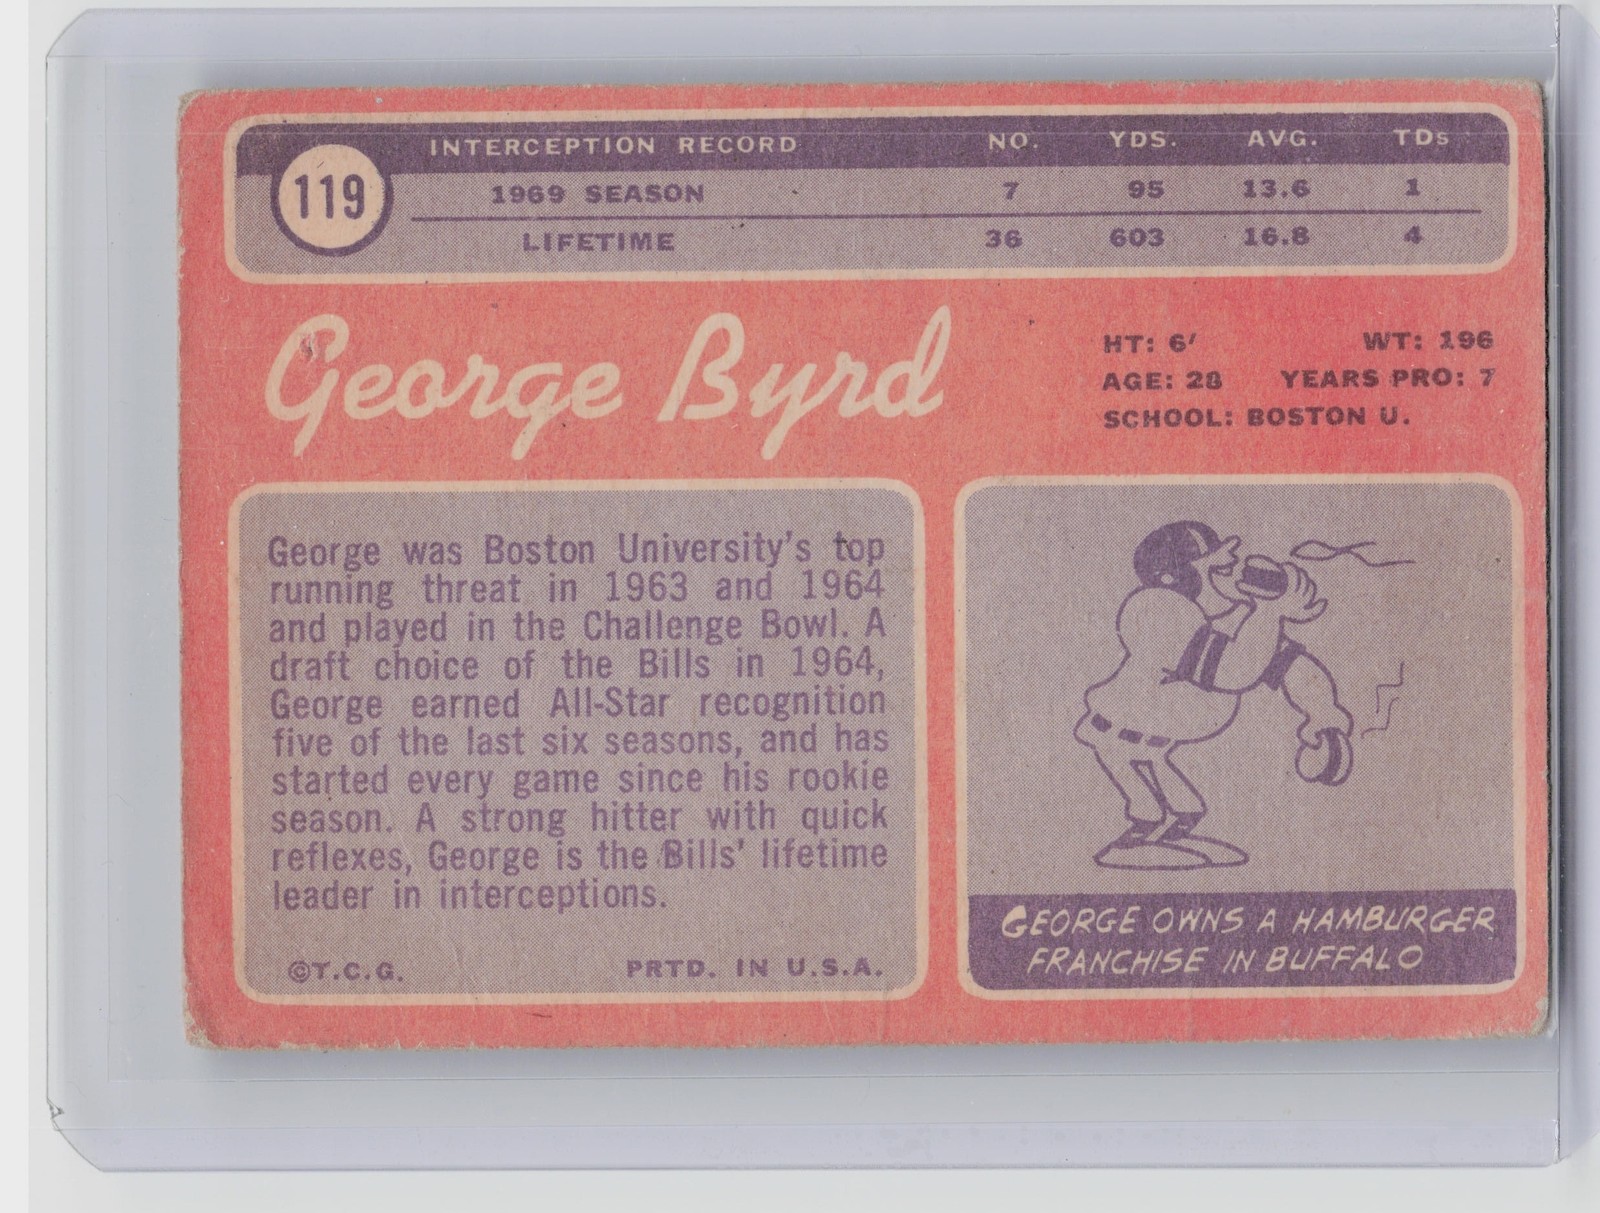 INTERCEPTION RECORD NO. YDS. AVG. TDs
119
1969 SEASON 7 95 13.6 1
LIFETIME 36 603 16.8 4
George Byrd
HT: 6' WT: 196
AGE: 28 YEARS PRO: 7
SCHOOL: BOSTON U.
George was Boston University's top
running threat in 1963 and 1964
and played in the Challenge Bowl. A
draft choice of the Bills in 1964,
George earned All-Star recognition
five of the last six seasons, and has
started every game since his rookie
season. A strong hitter with quick
reflexes, George is the Bills' lifetime
leader in interceptions.
©T.C.G. PRTD. IN U.S.A.
GEORGE OWNS A HAMBURGER
FRANCHISE IN BUFFALO